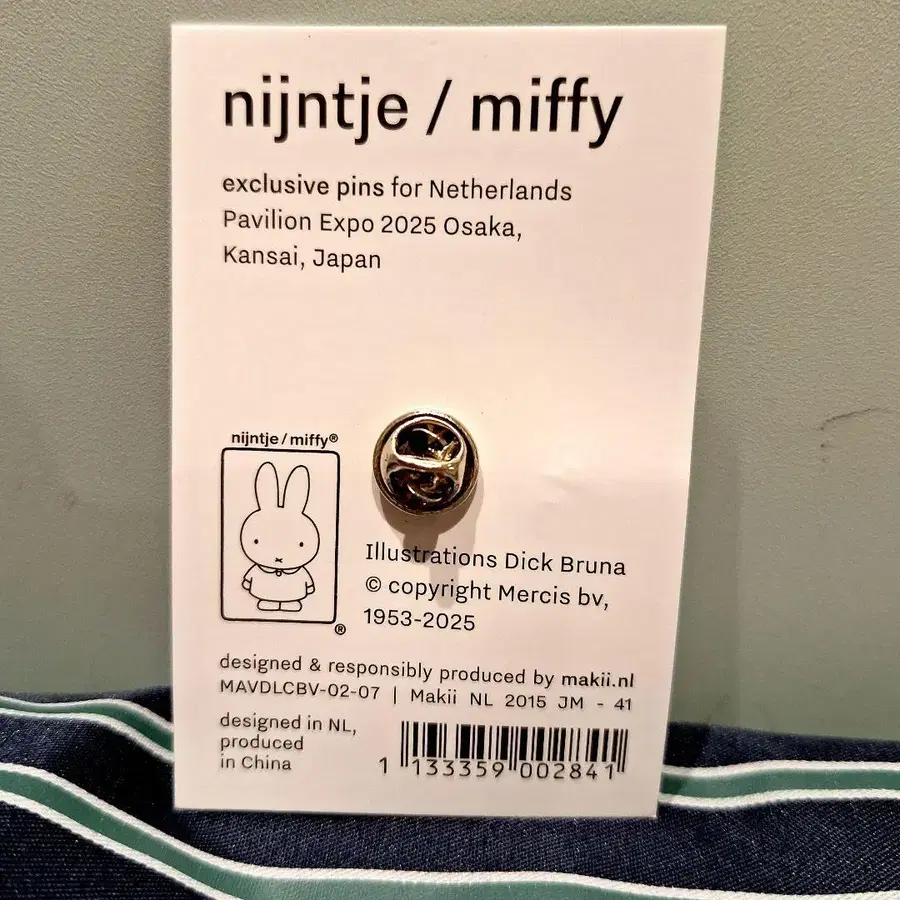 nijntje / miffy
exclusive pins for Netherlands
Pavilion Expo 2025 Osaka,
Kansai, Japan
nijntje / miffy®
®
Illustrations Dick Bruna
© copyright Mercis bv,
1953-2025
designed & responsibly produced by makii.nl
MAVDLCBV-02-07 | Makii NL 2015 JM - 41
designed in NL,
produced
in China
1 133359 002841